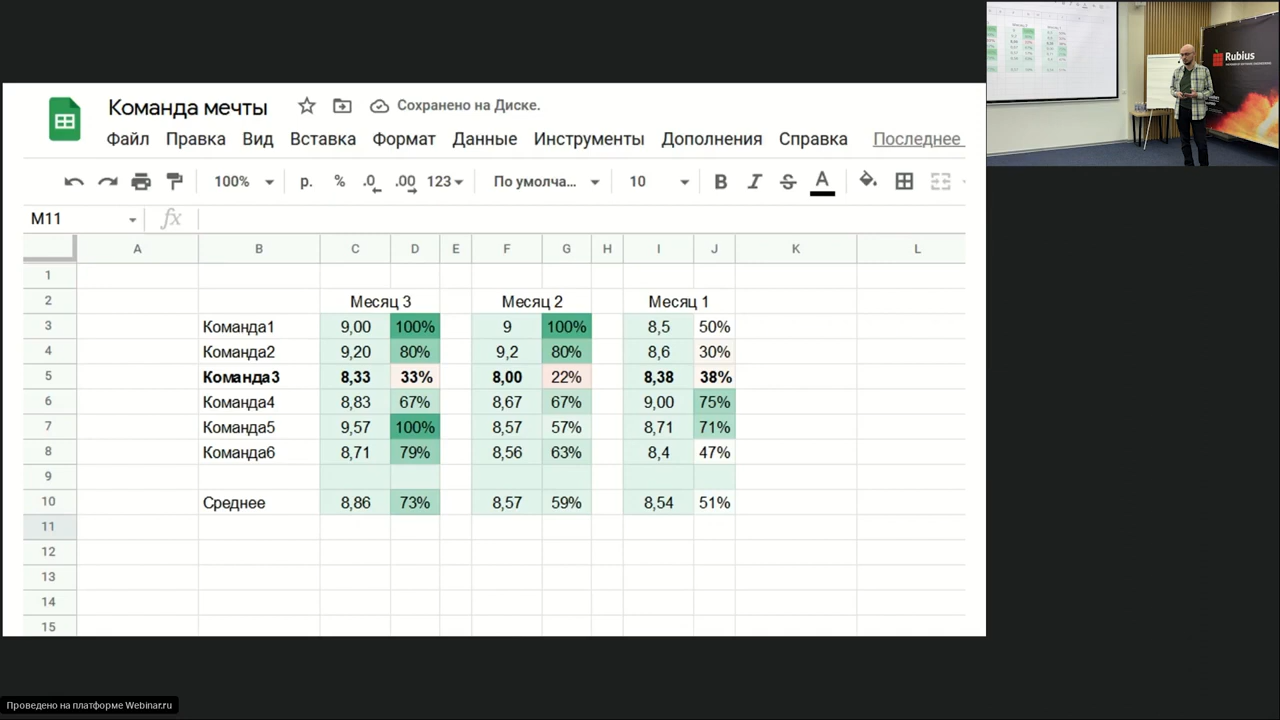 Команда мечты
Сохранено на Диске.
Файл Правка Вид Вставка Формат Данные Инструменты Дополнения Справка Последнее
100% р. % .0 .00 123 По умолча... 10 B I S A
M11 fx
A B C D E F G H I J K L
1
2 Месяц 3 Месяц 2 Месяц 1
3 Команда1 9,00 100% 9 100% 8,5 50%
4 Команда2 9,20 80% 9,2 80% 8,6 30%
5 Команда3 8,33 33% 8,00 22% 8,38 38%
6 Команда4 8,83 67% 8,67 67% 9,00 75%
7 Команда5 9,57 100% 8,57 57% 8,71 71%
8 Команда6 8,71 79% 8,56 63% 8,4 47%
9
10 Среднее 8,86 73% 8,57 59% 8,54 51%
11
12
13
14
15
Rubius
Проведено на платформе Webinar.ru